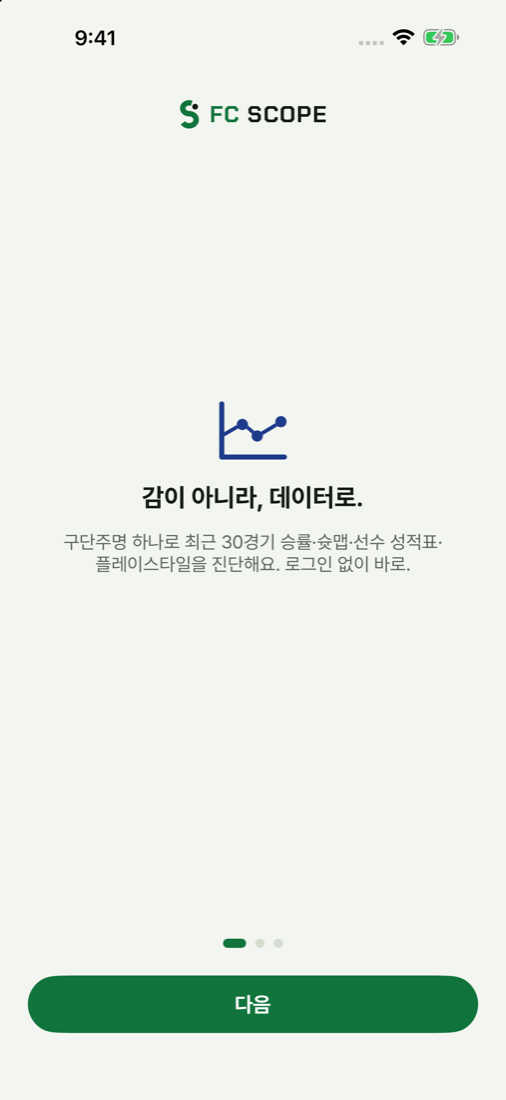 9:41
FC SCOPE
감이 아니라, 데이터로.
구단주명 하나로 최근 30경기 승률·슛맵·선수 성적표·
플레이스타일을 진단해요. 로그인 없이 바로.
다음